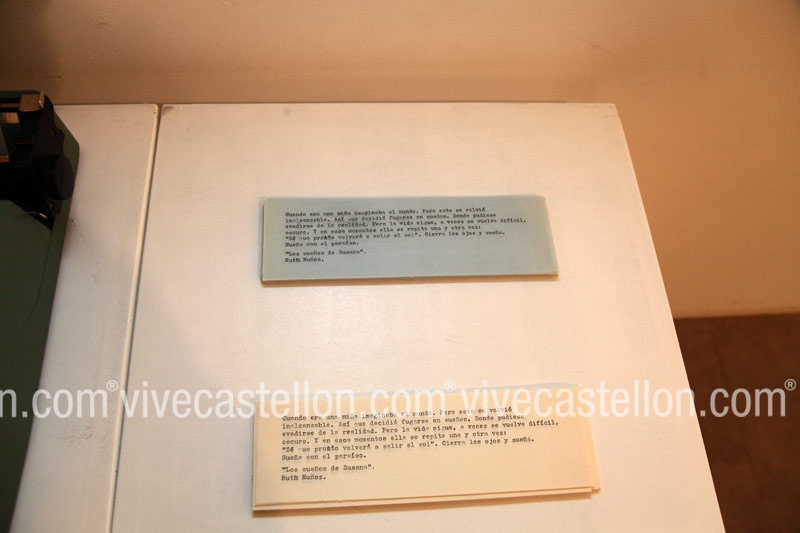 Cuando era una niña imaginaba el mundo. Pero este se volvió
inalcanzable. Así que decidió fugarse en sueños. Donde pudiese
evadirse de la realidad. Pero la vida sigue, a veces se vuelve difícil,
oscuro. Y en esos momentos ella se repite una y otra vez:
"Sé que pronto volverá a salir el sol". Cierra los ojos y sueña.
Sueña con el paraíso.
"Los sueños de Susana".
Ruth Nuñoz.
n.com® vivecastellon.com® vivecastellon.com®
Cuando era una niña imaginaba el mundo. Pero este se volvió
inalcanzable. Así que decidió fugarse en sueños. Donde pudiese
evadirse de la realidad. Pero la vida sigue, a veces se vuelve difícil,
oscuro. Y en esos momentos ella se repite una y otra vez:
"Sé que pronto volverá a salir el sol". Cierra los ojos y sueña.
Sueña con el paraíso.
"Los sueños de Susana".
Ruth Nuñoz.